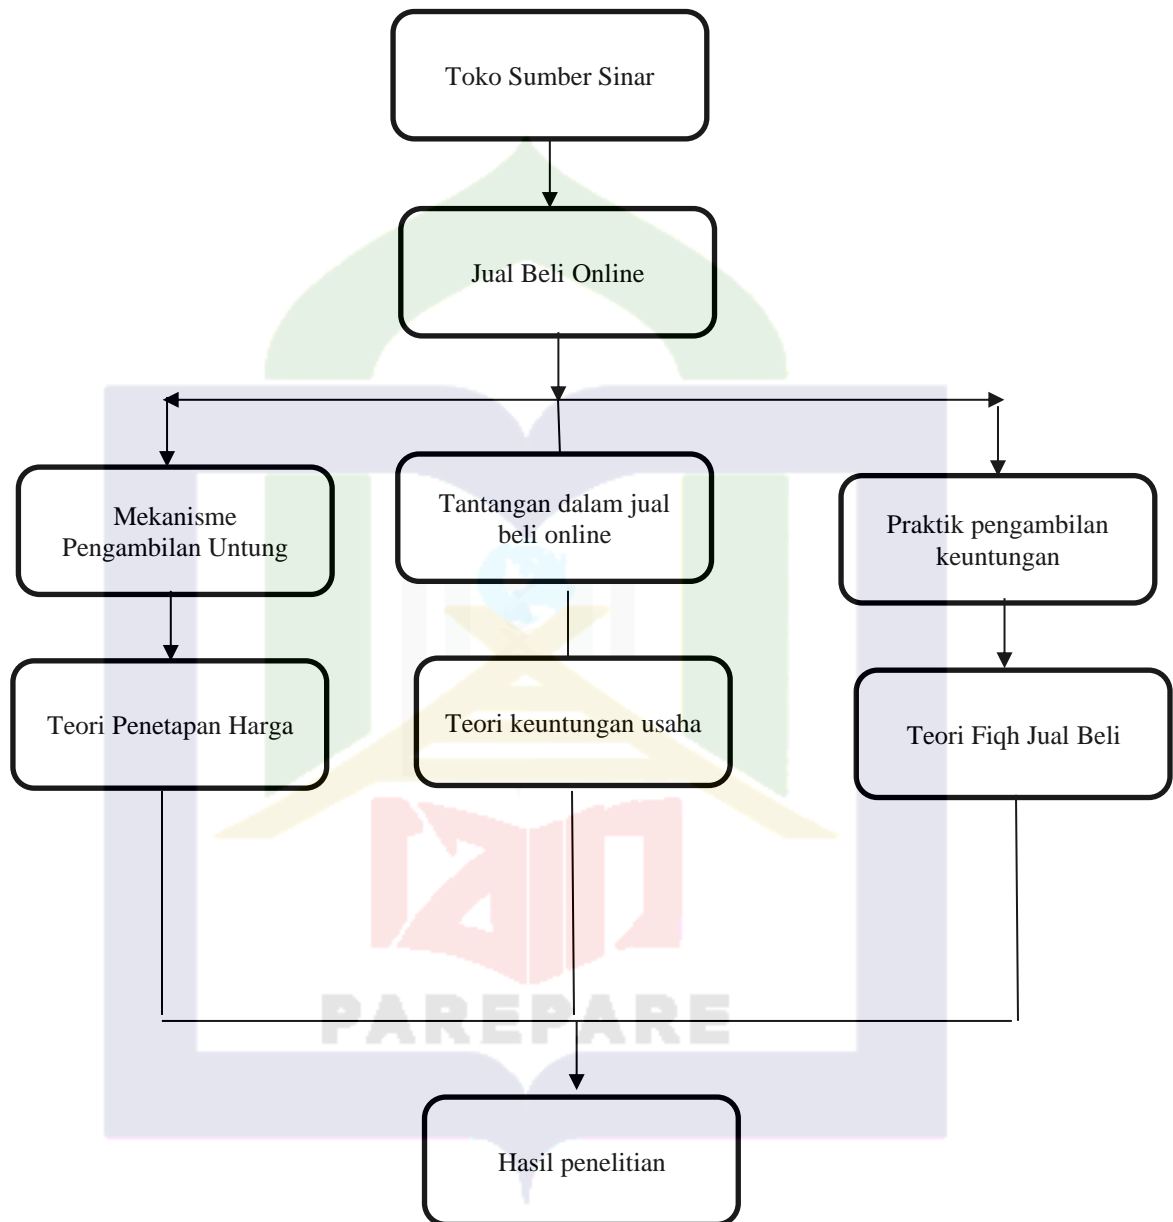 Toko Sumber Sinar
Jual Beli Online
Mekanisme
Pengambilan Untung
Tantangan dalam jual
beli online
Praktik pengambilan
keuntungan
Teori Penetapan Harga
Teori keuntungan usaha
Teori Fiqh Jual Beli
PAREPARE
Hasil penelitian